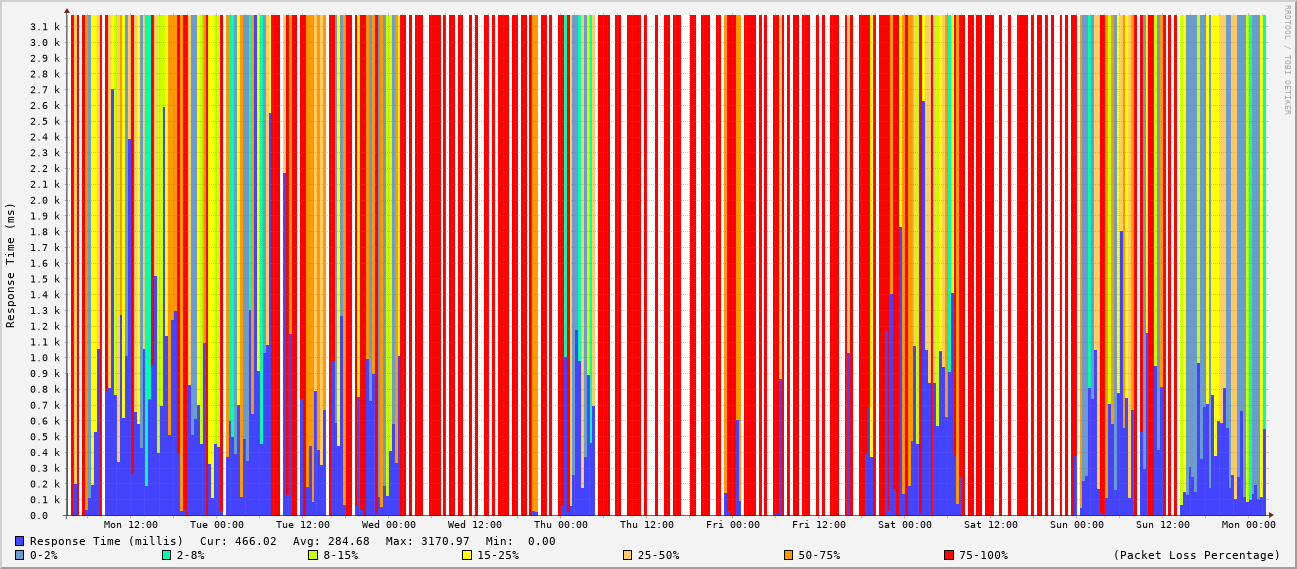 RRDTOOL / TOBI OETIKER
Response Time (ms)
3.1 k
3.0 k
2.9 k
2.8 k
2.7 k
2.6 k
2.5 k
2.4 k
2.3 k
2.2 k
2.1 k
2.0 k
1.9 k
1.8 k
1.7 k
1.6 k
1.5 k
1.4 k
1.3 k
1.2 k
1.1 k
1.0 k
0.9 k
0.8 k
0.7 k
0.6 k
0.5 k
0.4 k
0.3 k
0.2 k
0.1 k
0.0
Mon 12:00 Tue 00:00 Tue 12:00 Wed 00:00 Wed 12:00 Thu 00:00 Thu 12:00 Fri 00:00 Fri 12:00 Sat 00:00 Sat 12:00 Sun 00:00 Sun 12:00 Mon 00:00
Response Time (millis) Cur: 466.02 Avg: 284.68 Max: 3170.97 Min: 0.00
0-2% 2-8% 8-15% 15-25% 25-50% 50-75% 75-100% (Packet Loss Percentage)